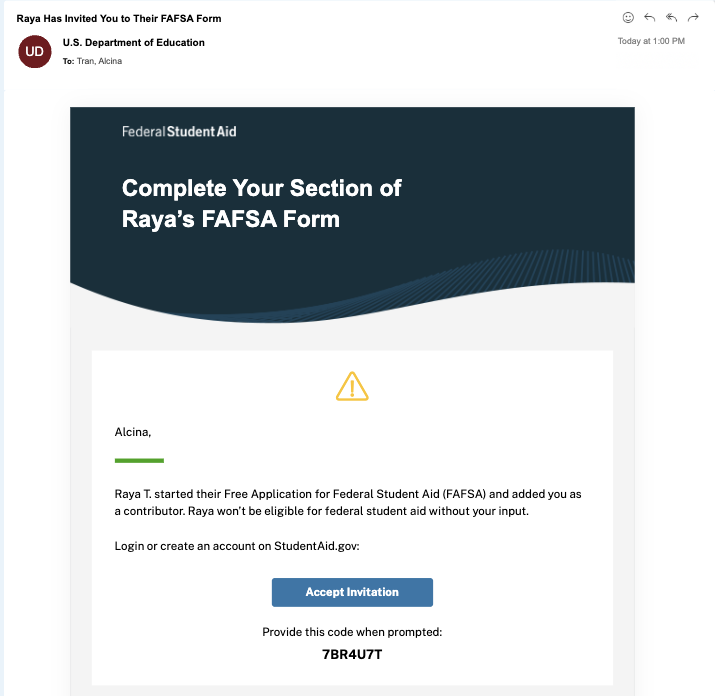 Raya Has Invited You to Their FAFSA Form
UD
U.S. Department of Education
Today at 1:00 PM
To: Tran, Alcina
Federal Student Aid
Complete Your Section of
Raya’s FAFSA Form
Alcina,
Raya T. started their Free Application for Federal Student Aid (FAFSA) and added you as
a contributor. Raya won't be eligible for federal student aid without your input.
Login or create an account on StudentAid.gov:
Accept Invitation
Provide this code when prompted:
7BR4U7T